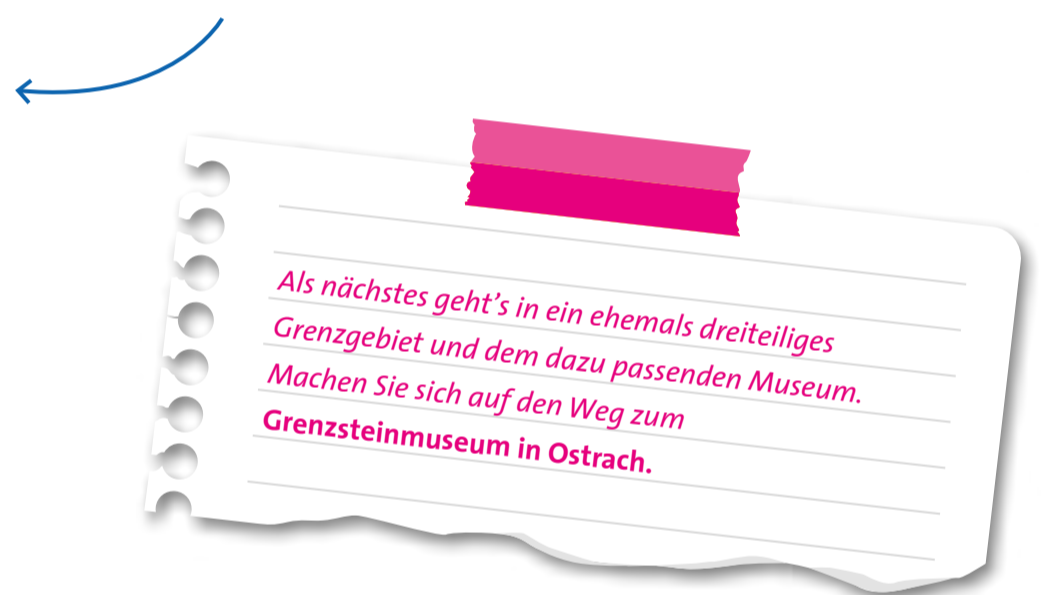 Als nächstes geht’s in ein ehemals dreiteiliges
Grenzgebiet und dem dazu passenden Museum.
Machen Sie sich auf den Weg zum
Grenzsteinmuseum in Ostrach.